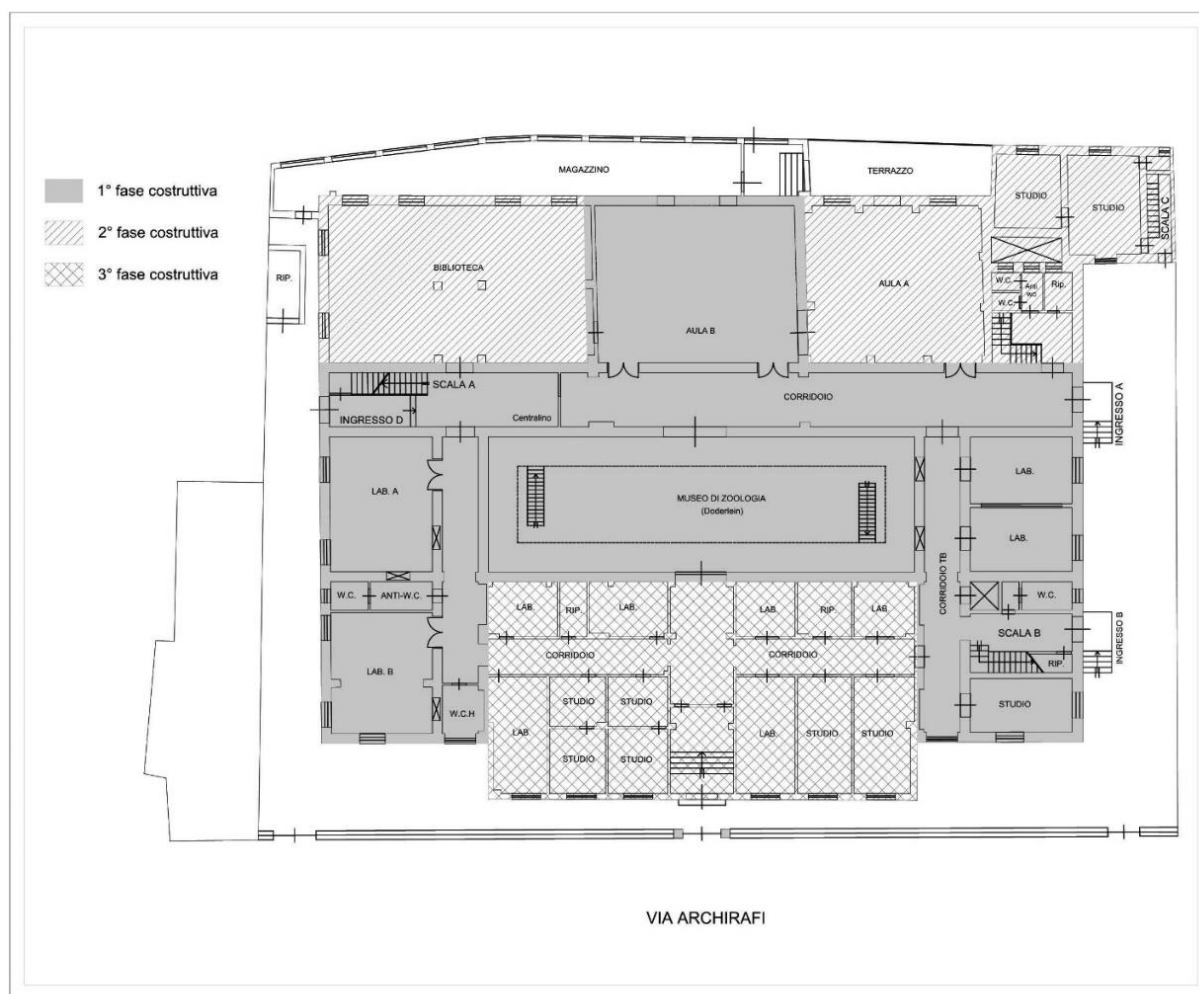 1° fase costruttiva
2° fase costruttiva
3° fase costruttiva
MAGAZZINO
TERRAZZO
STUDIO
STUDIO
SCALA C
RIP.
BIBLIOTECA
AULA B
AULA A
W.C.
W.C.
Anti
WC
Rip.
SCALA A
INGRESSO D
Centralino
CORRIDOIO
INGRESSO A
LAB. A
MUSEO DI ZOOLOGIA
(Doderlein)
LAB.
LAB.
CORRIDOIO TB
W.C.
ANTI-W.C.
LAB.
RIP.
LAB.
LAB.
RIP.
LAB.
W.C.
SCALA B
INGRESSO B
RIP.
LAB. B
CORRIDOIO
CORRIDOIO
W.C.H
LAB.
STUDIO
STUDIO
STUDIO
STUDIO
LAB.
STUDIO
STUDIO
STUDIO
VIA ARCHIRAFI